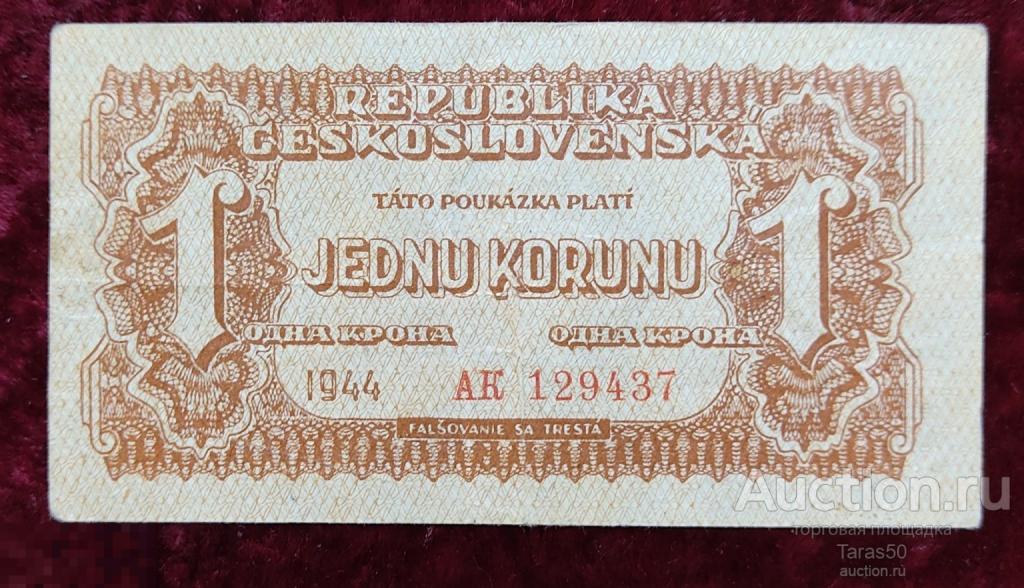 REPUBLIKA
ČESKOSLOVENSKÁ
TÁTO POUKÁZKA PLATÍ
JEDNU KORUNU
1 1
ОДНА КРОНА ОДНА КРОНА
1944 АК 129437
FALŠOVANIE SA TRESTÁ
Auction.ru
торговая площадка
Taras50
auction.ru